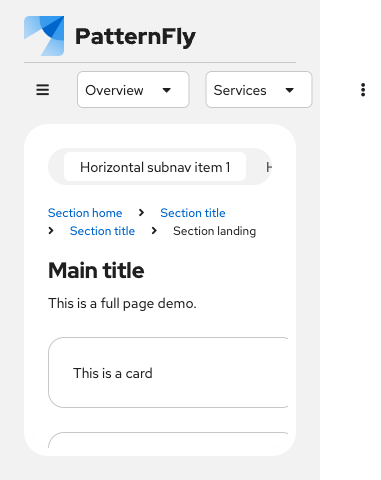 PatternFly
Overview Services
Horizontal subnav item 1
Section home Section title
Section title Section landing
Main title
This is a full page demo.
This is a card